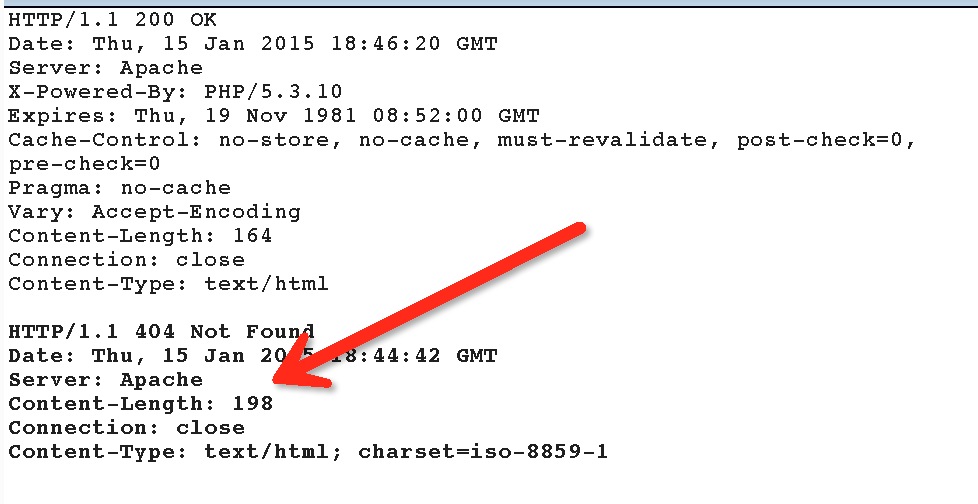 HTTP/1.1 200 OK
Date: Thu, 15 Jan 2015 18:46:20 GMT
Server: Apache
X-Powered-By: PHP/5.3.10
Expires: Thu, 19 Nov 1981 08:52:00 GMT
Cache-Control: no-store, no-cache, must-revalidate, post-check=0,
pre-check=0
Pragma: no-cache
Vary: Accept-Encoding
Content-Length: 164
Connection: close
Content-Type: text/html
HTTP/1.1 404 Not Found
Date: Thu, 15 Jan 2015 18:44:42 GMT
Server: Apache
Content-Length: 198
Connection: close
Content-Type: text/html; charset=iso-8859-1